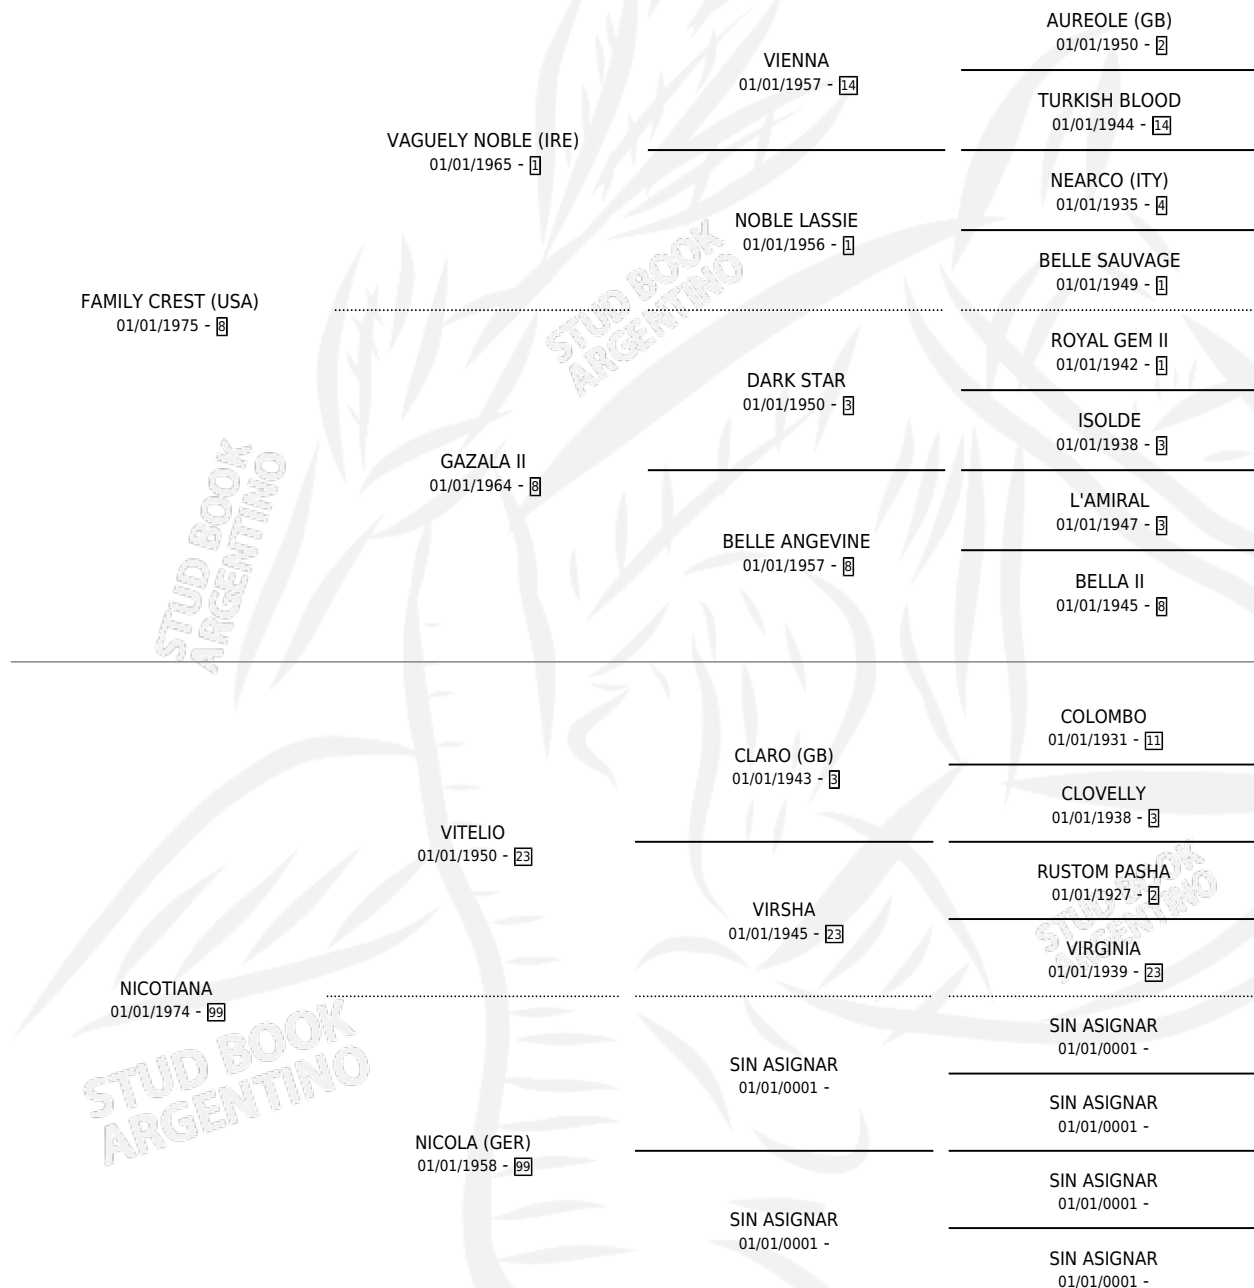 AUREOLE (GB)
01/01/1950 - 2
VIENNA
01/01/1957 - 14
TURKISH BLOOD
01/01/1944 - 14
VAGUELY NOBLE (IRE)
01/01/1965 - 1
NEARCO (ITY)
01/01/1935 - 4
NOBLE LASSIE
01/01/1956 - 1
BELLE SAUVAGE
01/01/1949 - 1
FAMILY CREST (USA)
01/01/1975 - 8
ROYAL GEM II
01/01/1942 - 1
DARK STAR
01/01/1950 - 3
ISOLDE
01/01/1938 - 3
GAZALA II
01/01/1964 - 8
L'AMIRAL
01/01/1947 - 3
BELLE ANGEVINE
01/01/1957 - 8
BELLA II
01/01/1945 - 8
COLOMBO
01/01/1931 - 11
CLARO (GB)
01/01/1943 - 3
CLOVELLY
01/01/1938 - 3
VITELIO
01/01/1950 - 23
RUSTOM PASHA
01/01/1927 - 2
VIRSHA
01/01/1945 - 23
VIRGINIA
01/01/1939 - 23
NICOTIANA
01/01/1974 - 99
SIN ASIGNAR
01/01/0001 -
SIN ASIGNAR
01/01/0001 -
SIN ASIGNAR
01/01/0001 -
NICOLA (GER)
01/01/1958 - 99
SIN ASIGNAR
01/01/0001 -
SIN ASIGNAR
01/01/0001 -
SIN ASIGNAR
01/01/0001 -
STUD BOOK
ARGENTINO
STUD BOOK
ARGENTINO
STUD BOOK
ARGENTINO
STUD BOOK
ARGENTINO